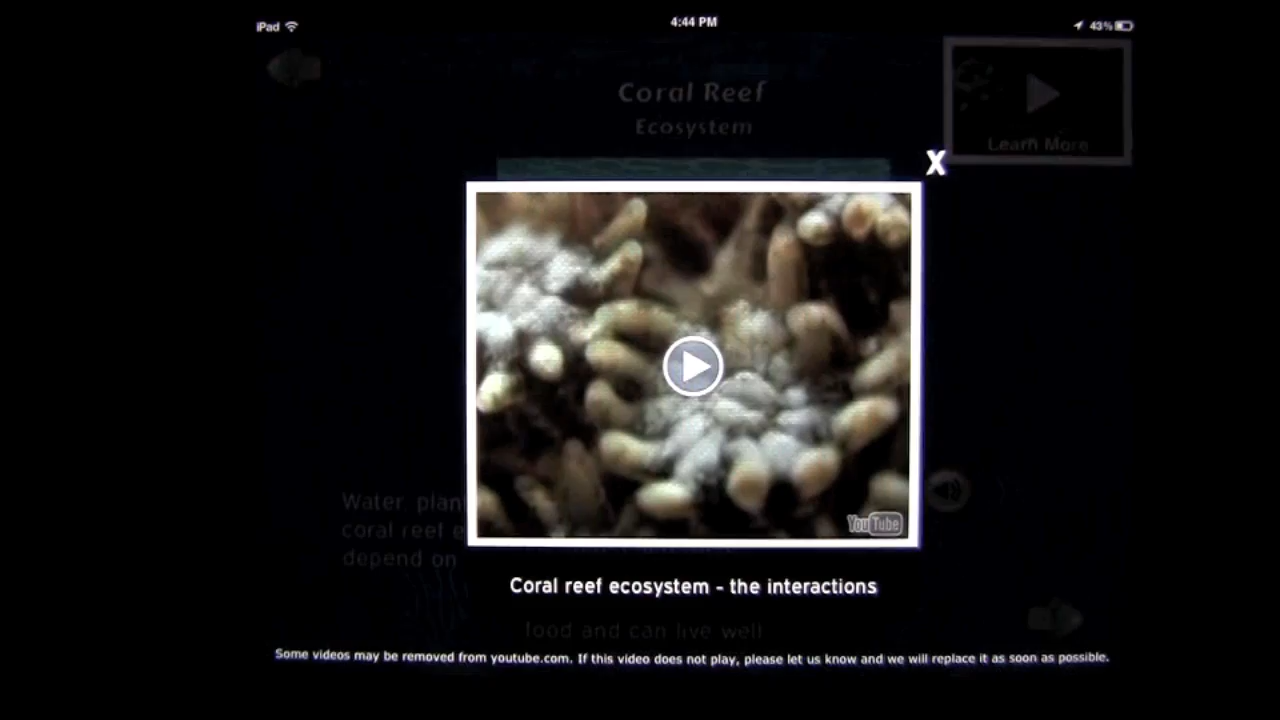 iPad 4:44 PM 43%
Coral Reef
Ecosystem
Learn More
X
Water plan
coral reef e
depend on
YouTube
Coral reef ecosystem - the interactions
food and can live well
Some videos may be removed from youtube.com. If this video does not play, please let us know and we will replace it as soon as possible.